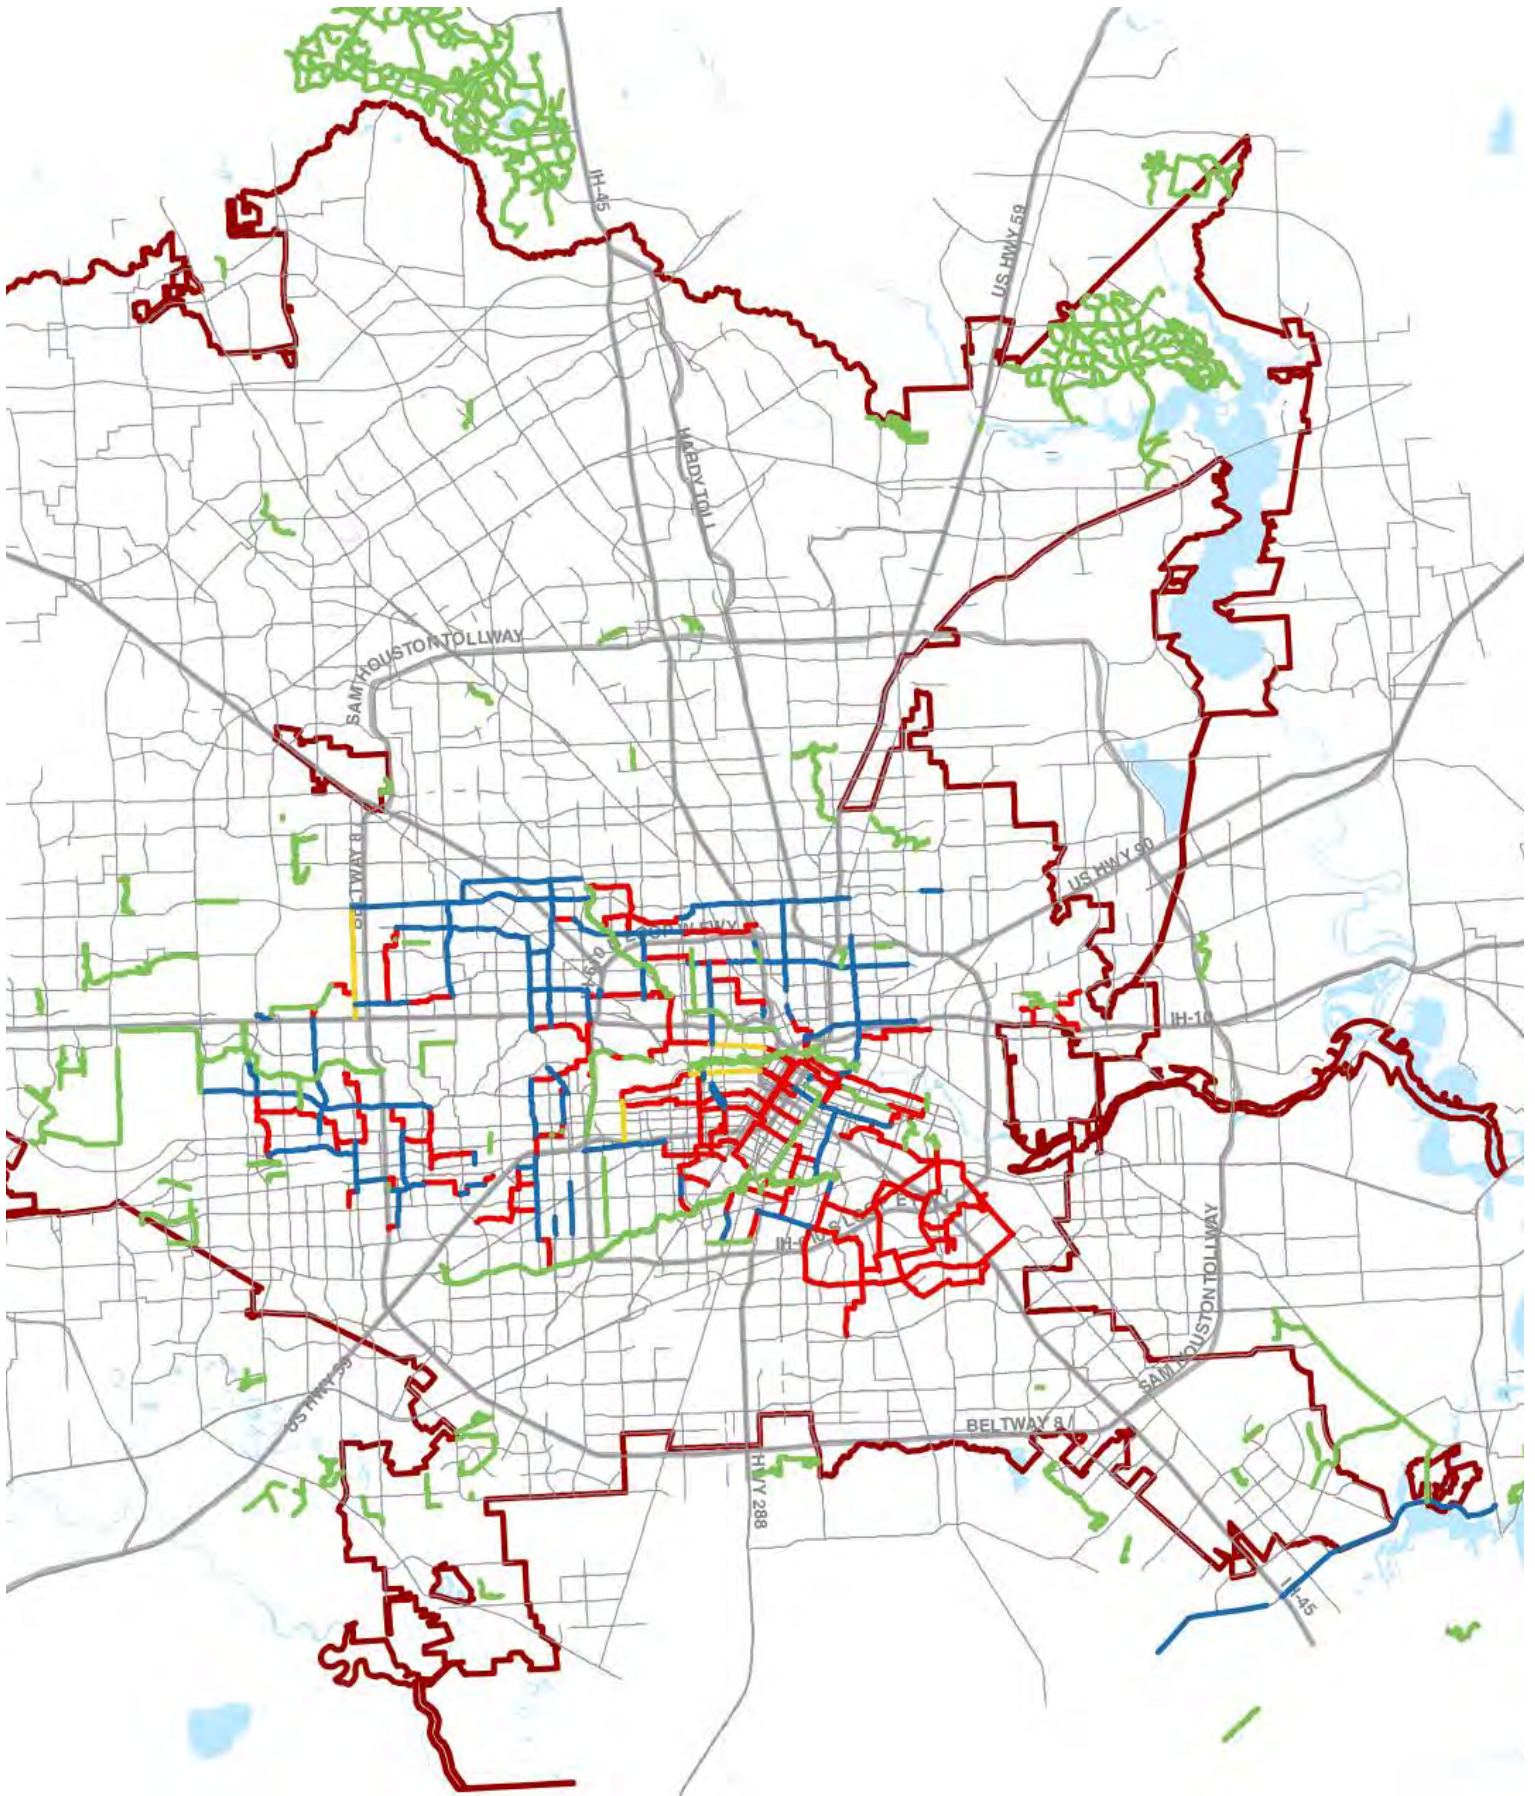 IH-45
US HWY 59
HARDY TOLL
SAM HOUSTON TOLLWAY
US HWY 90
BELTWAY 8
IH-10
SAM HOUSTON TOLLWAY
US HWY 59
BELTWAY 8 /
HWY 288
IH-45